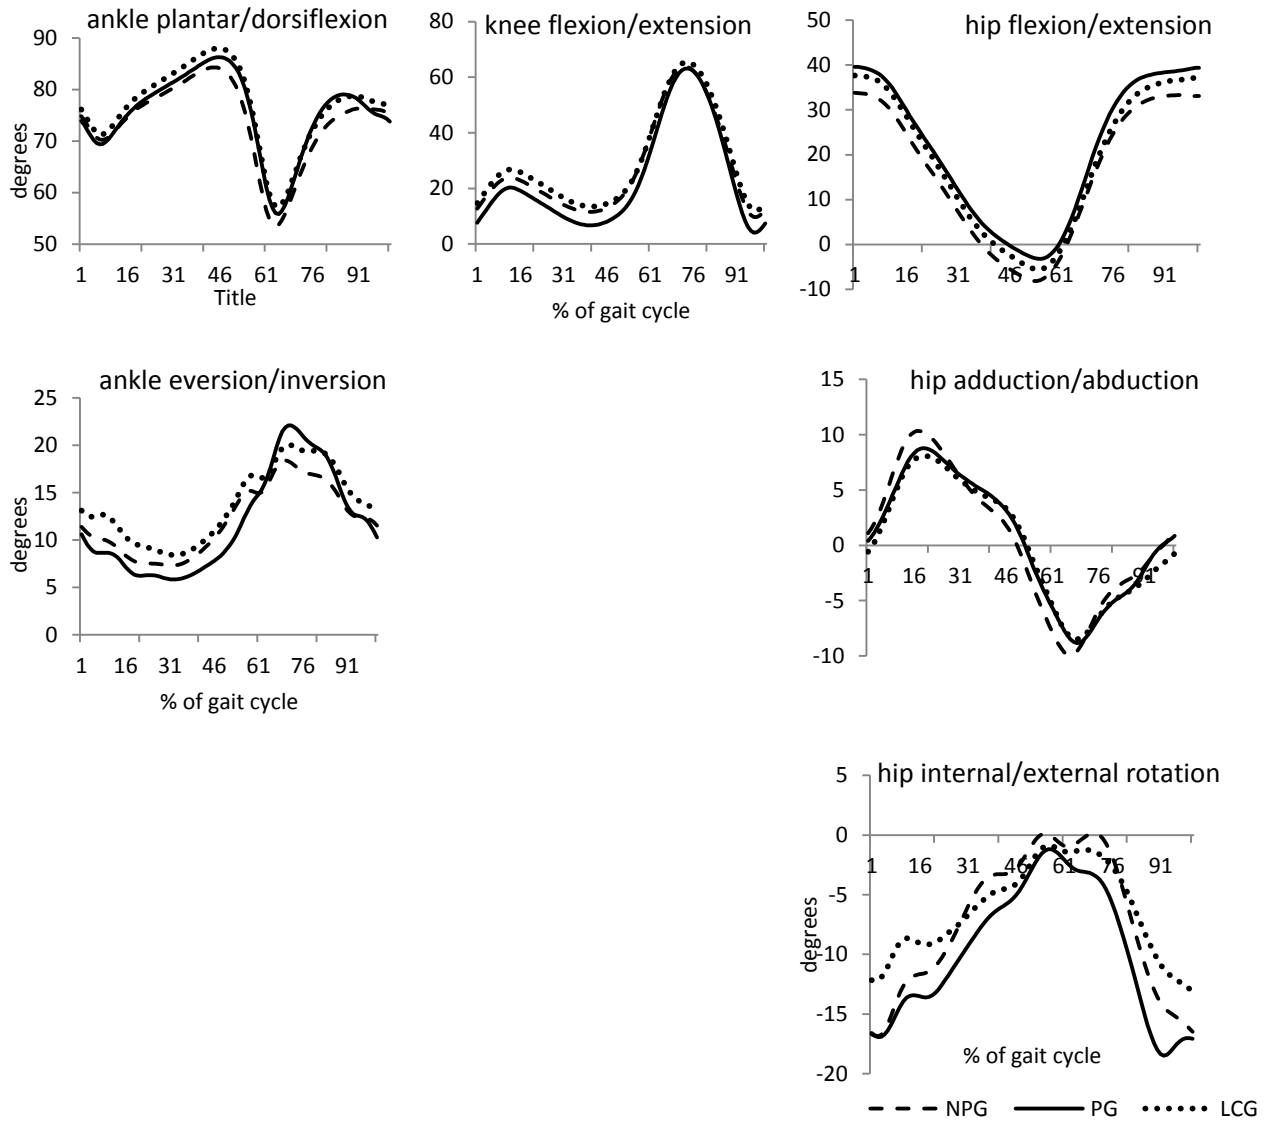 ankle plantar/dorsiflexion
90
80
70
60
50
degrees
1 16 31 46 61 76 91
Title
knee flexion/extension
80
60
40
20
0
1 16 31 46 61 76 91
% of gait cycle
hip flexion/extension
50
40
30
20
10
0
-10
1 16 31 46 61 76 91
ankle eversion/inversion
25
20
15
10
5
0
degrees
1 16 31 46 61 76 91
% of gait cycle
hip adduction/abduction
15
10
5
0
-5
-10
1 16 31 46 61 76 91
hip internal/external rotation
5
0
-5
-10
-15
-20
degrees
1 16 31 46 61 76 91
% of gait cycle
NPG PG LCG